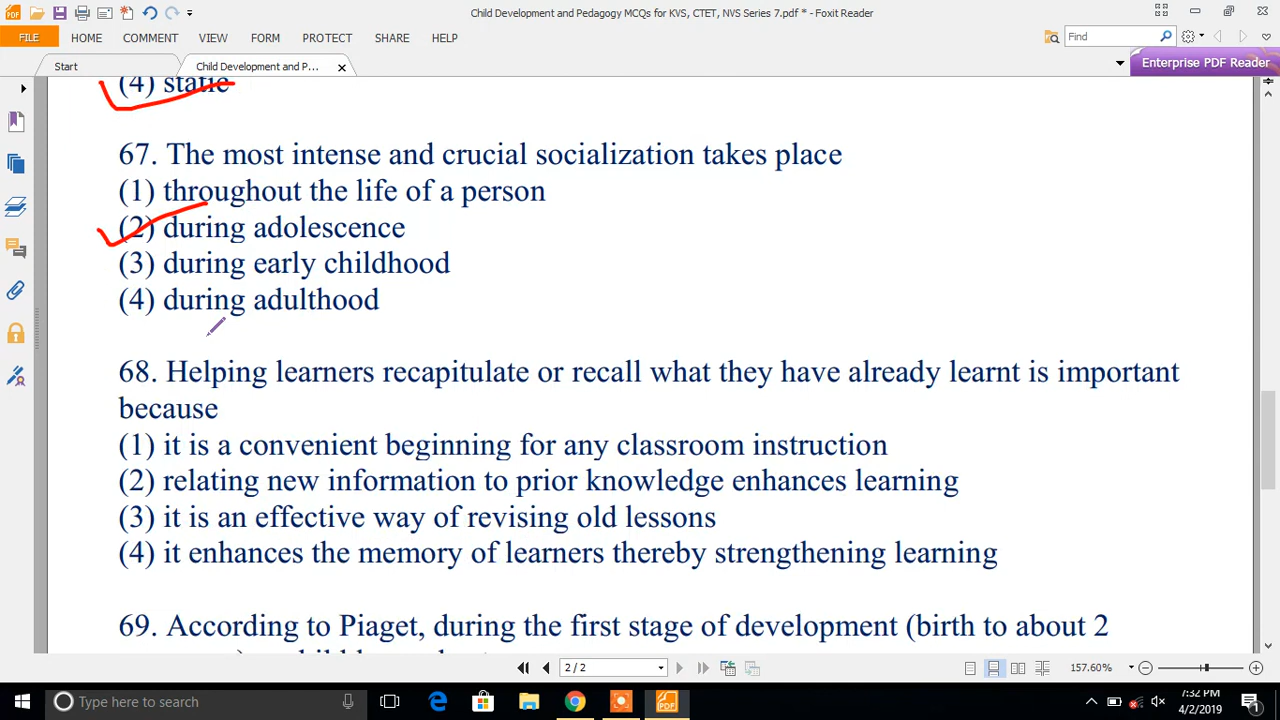 Child Development and Pedagogy MCQs for KVS, CTET, NVS Series 7.pdf * - Foxit Reader
FILE HOME COMMENT VIEW FORM PROTECT SHARE HELP
Find
Start
Child Development and P...
Enterprise PDF Reader
(4) static
67. The most intense and crucial socialization takes place
(1) throughout the life of a person
(2) during adolescence
(3) during early childhood
(4) during adulthood
68. Helping learners recapitulate or recall what they have already learnt is important
because
(1) it is a convenient beginning for any classroom instruction
(2) relating new information to prior knowledge enhances learning
(3) it is an effective way of revising old lessons
(4) it enhances the memory of learners thereby strengthening learning
69. According to Piaget, during the first stage of development (birth to about 2
2 / 2
157.60%
Type here to search
7:32 PM
4/2/2019